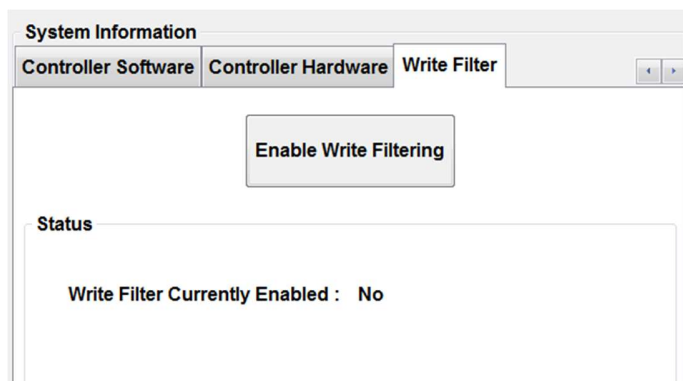 System Information
Controller Software Controller Hardware Write Filter
Enable Write Filtering
Status
Write Filter Currently Enabled : No